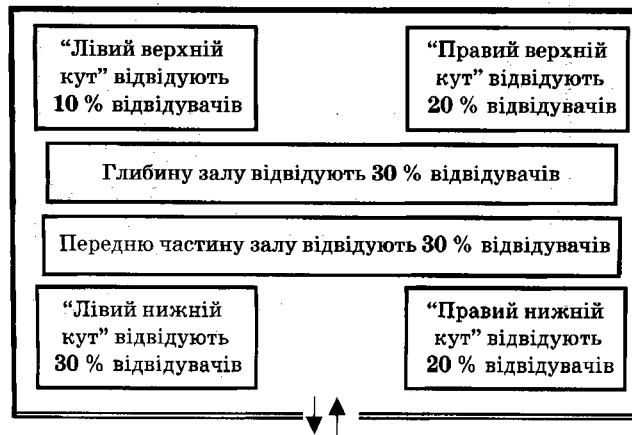 “Лівий верхній
кут” відвідують
10 % відвідувачів
“Правий верхній
кут” відвідують
20 % відвідувачів
Глибину залу відвідують 30 % відвідувачів
Передню частину залу відвідують 30 % відвідувачів
“Лівий нижній
кут” відвідують
30 % відвідувачів
“Правий нижній
кут” відвідують
20 % відвідувачів